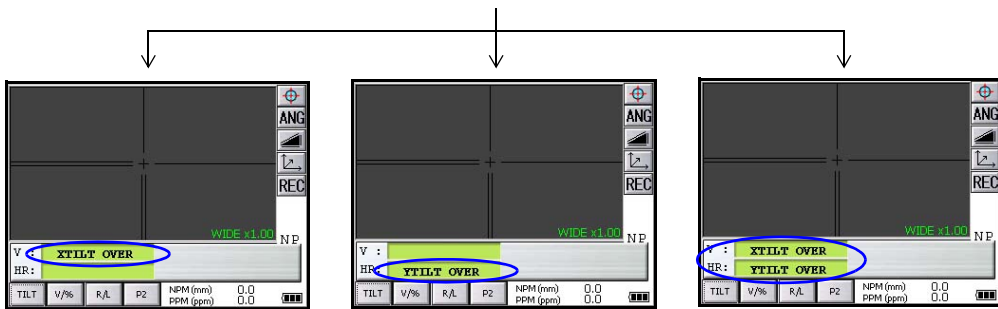 ANG
REC
WIDE x1.00
NP
V : XTILT OVER
HR:
TILT V/% R/L P2 NPM (mm) 0.0
PPM (ppm) 0.0
ANG
REC
WIDE x1.00
NP
V :
HR: YTILT OVER
TILT V/% R/L P2 NPM (mm) 0.0
PPM (ppm) 0.0
ANG
REC
WIDE x1.00
NP
V : XTILT OVER
HR: YTILT OVER
TILT V/% R/L P2 NPM (mm) 0.0
PPM (ppm) 0.0